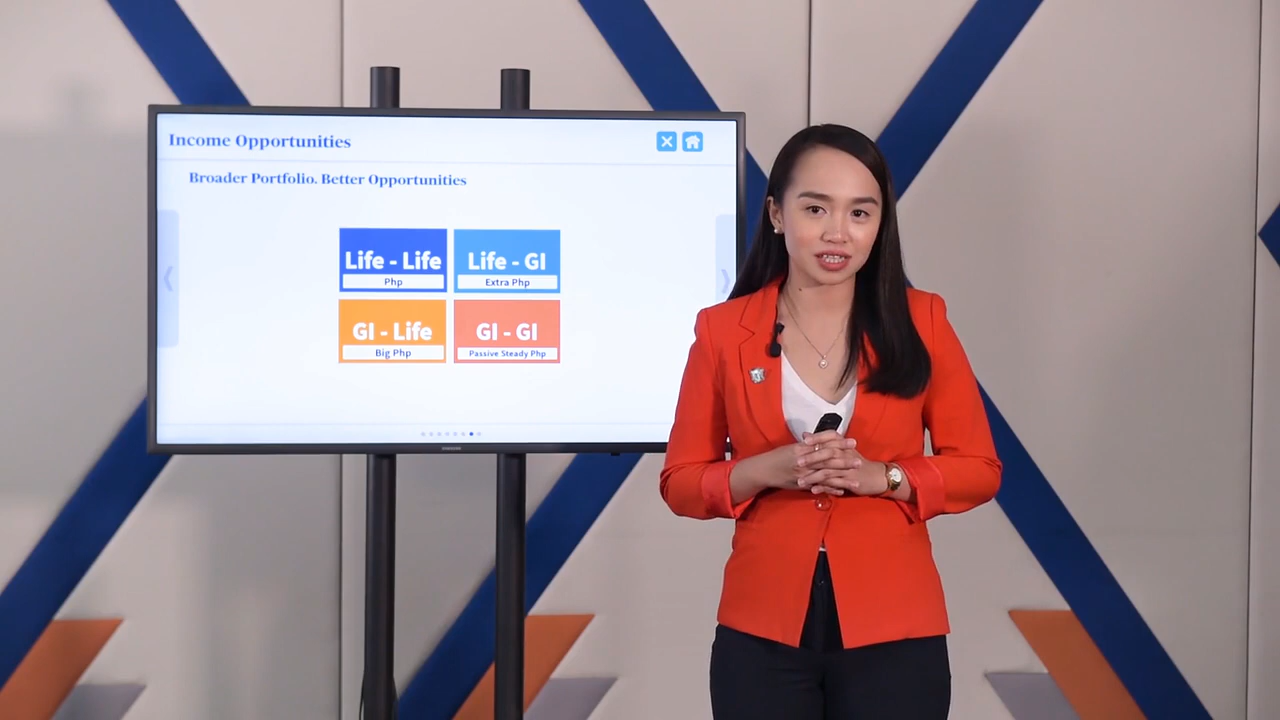 Income Opportunities
Broader Portfolio. Better Opportunities
Life - Life
Php
Life - GI
Extra Php
GI - Life
Big Php
GI - GI
Passive Steady Php
SAMSUNG